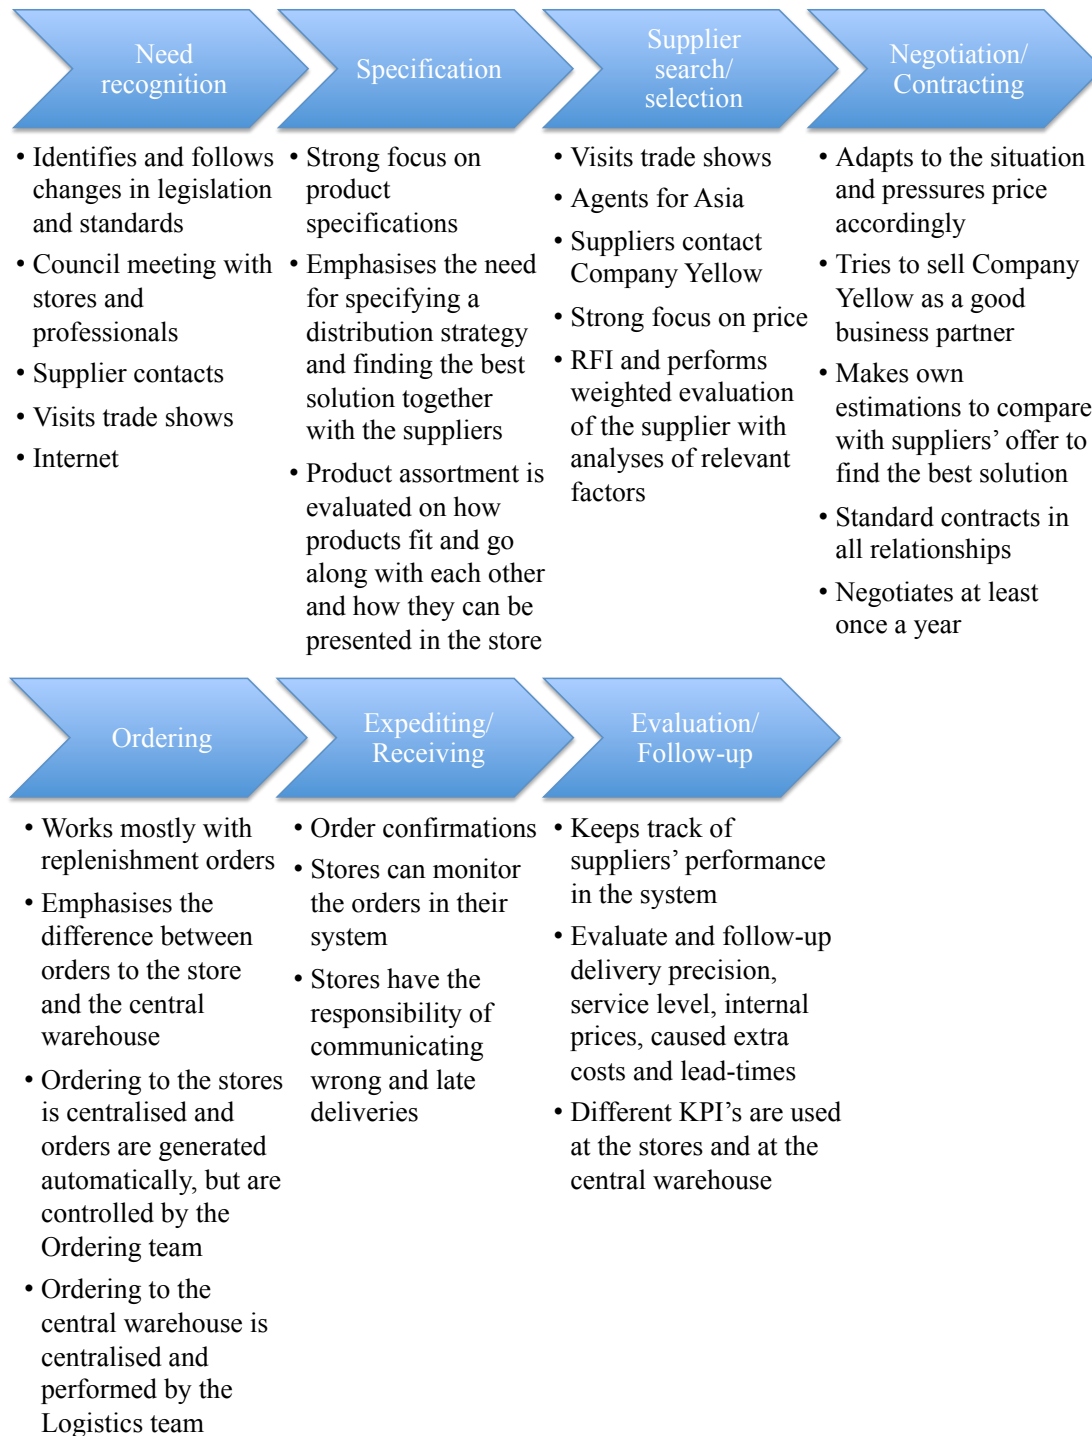 Need
recognition
• Identifies and follows
changes in legislation
and standards
• Council meeting with
stores and
professionals
• Supplier contacts
• Visits trade shows
• Internet
Specification
• Strong focus on
product
specifications
• Emphasises the need
for specifying a
distribution strategy
and finding the best
solution together
with the suppliers
• Product assortment is
evaluated on how
products fit and go
along with each other
and how they can be
presented in the store
Supplier
search/
selection
• Visits trade shows
• Agents for Asia
• Suppliers contact
Company Yellow
• Strong focus on price
• RFI and performs
weighted evaluation
of the supplier with
analyses of relevant
factors
Negotiation/
Contracting
• Adapts to the situation
and pressures price
accordingly
• Tries to sell Company
Yellow as a good
business partner
• Makes own
estimations to compare
with suppliers’ offer to
find the best solution
• Standard contracts in
all relationships
• Negotiates at least
once a year
Ordering
• Works mostly with
replenishment orders
• Emphasises the
difference between
orders to the store
and the central
warehouse
• Ordering to the stores
is centralised and
orders are generated
automatically, but are
controlled by the
Ordering team
• Ordering to the
central warehouse is
centralised and
performed by the
Logistics team
Expediting/
Receiving
• Order confirmations
• Stores can monitor
the orders in their
system
• Stores have the
responsibility of
communicating
wrong and late
deliveries
Evaluation/
Follow-up
• Keeps track of
suppliers’ performance
in the system
• Evaluate and follow-up
delivery precision,
service level, internal
prices, caused extra
costs and lead-times
• Different KPI’s are used
at the stores and at the
central warehouse